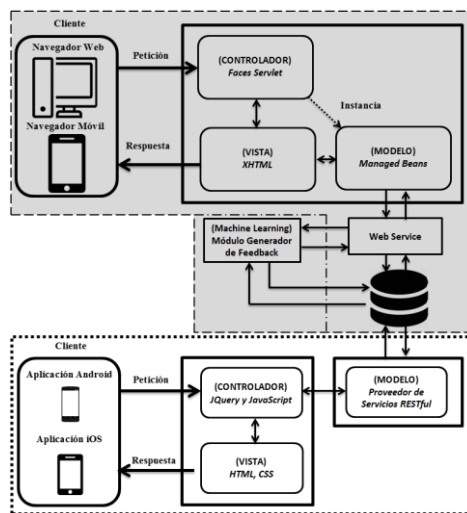 Cliente
Navegador Web
Navegador Móvil
Petición
Respuesta
(CONTROLADOR)
Faces Servlet
Instancia
(VISTA)
XHTML
(MODELO)
Managed Beans
(Machine Learning)
Módulo Generador
de Feedback
Web Service
Cliente
Aplicación Android
Aplicación iOS
Petición
Respuesta
(CONTROLADOR)
JQuery y JavaScript
(VISTA)
HTML, CSS
(MODELO)
Proveedor de
Servicios RESTful